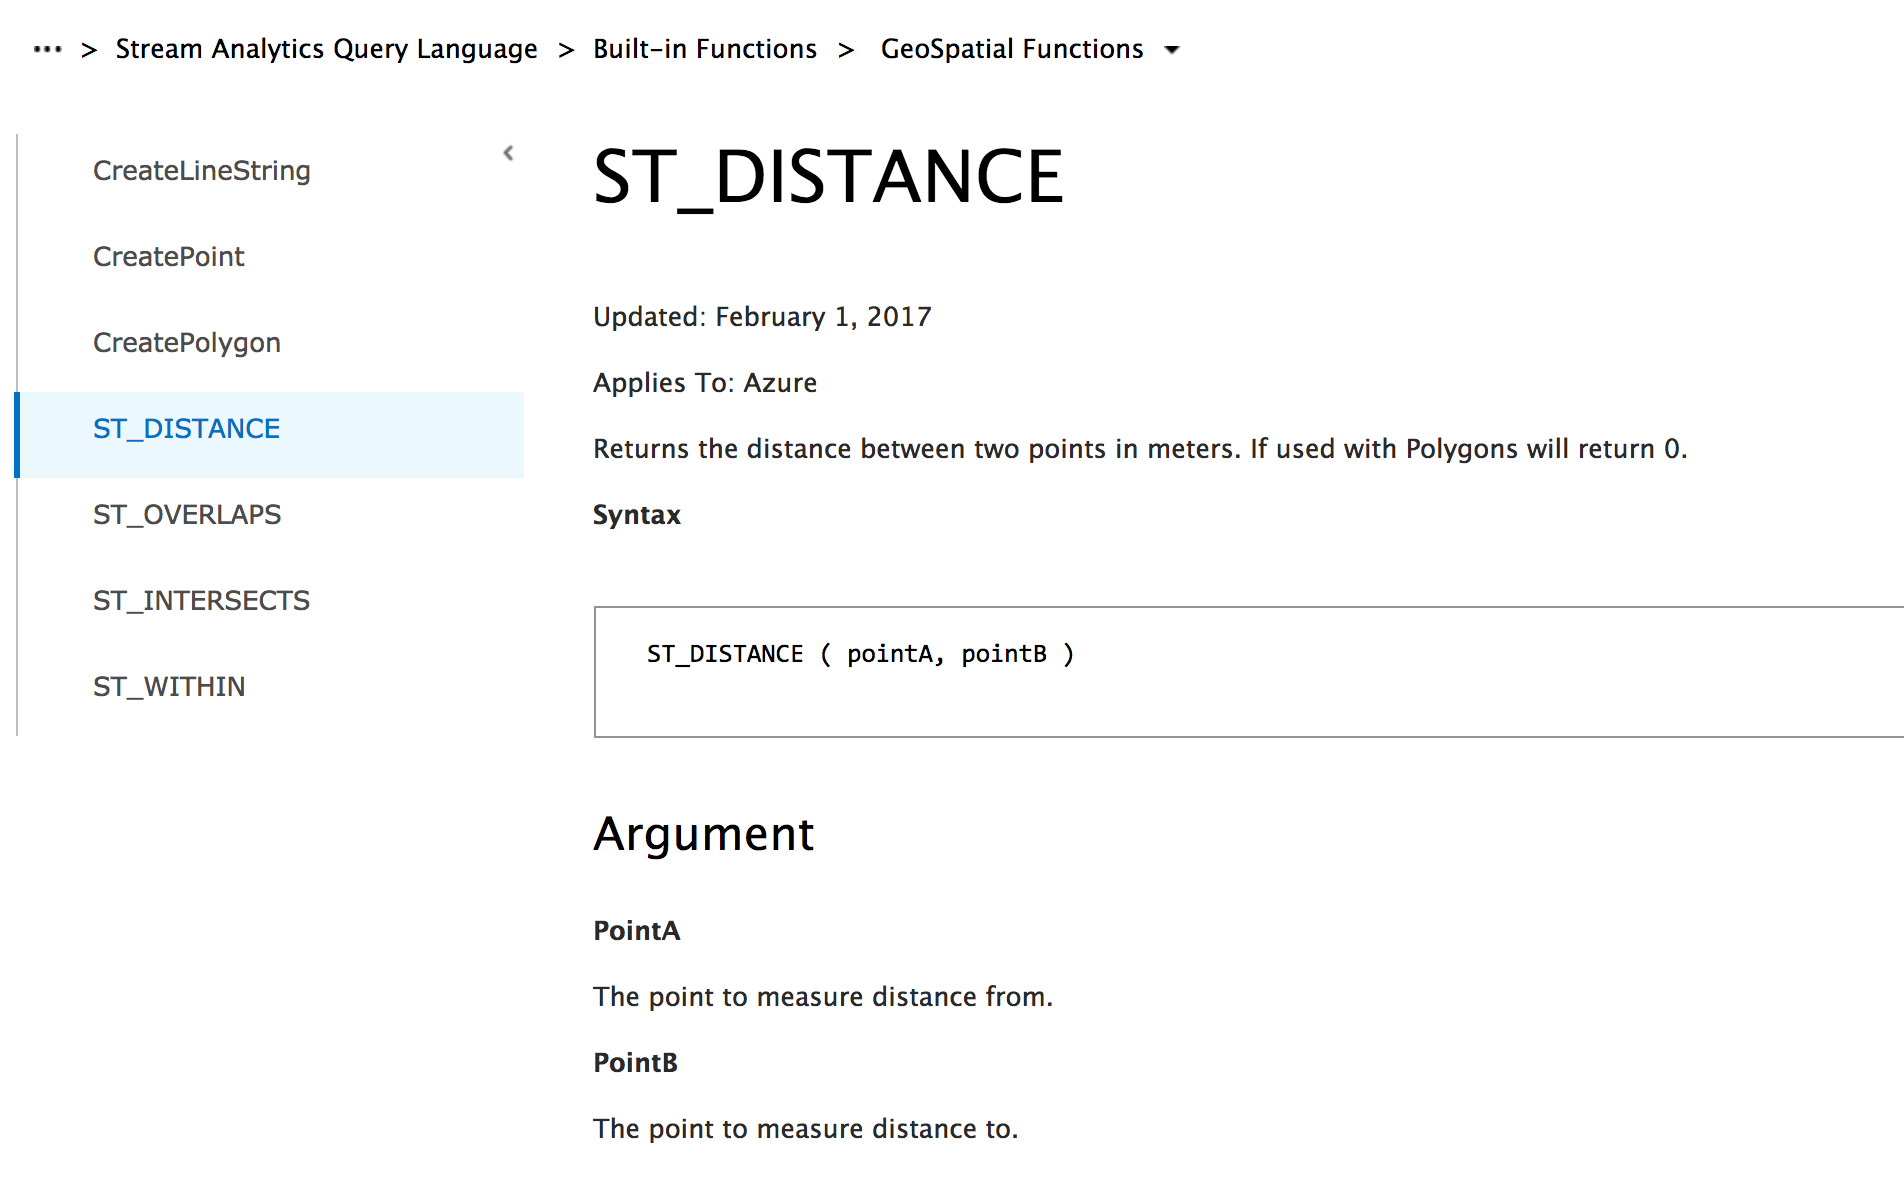 ... > Stream Analytics Query Language > Built-in Functions > GeoSpatial Functions
CreateLineString
CreatePoint
CreatePolygon
ST_DISTANCE
ST_OVERLAPS
ST_INTERSECTS
ST_WITHIN
ST_DISTANCE
Updated: February 1, 2017
Applies To: Azure
Returns the distance between two points in meters. If used with Polygons will return 0.
Syntax
ST_DISTANCE ( pointA, pointB )
Argument
PointA
The point to measure distance from.
PointB
The point to measure distance to.